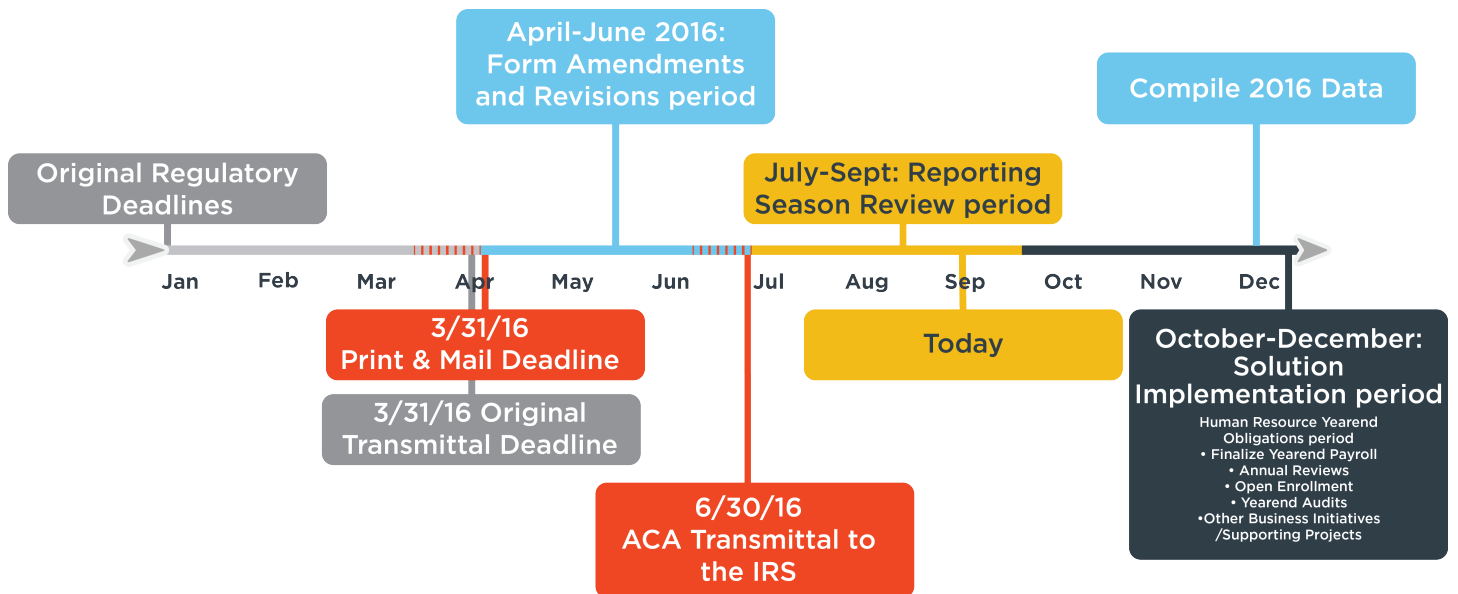 April-June 2016:
Form Amendments
and Revisions period
Compile 2016 Data
Original Regulatory
Deadlines
July-Sept: Reporting
Season Review period
Jan
Feb
Mar
Apr
May
Jun
Jul
Aug
Sep
Oct
Nov
Dec
3/31/16
Print & Mail Deadline
3/31/16 Original
Transmittal Deadline
6/30/16
ACA Transmittal to
the IRS
Today
October-December:
Solution
Implementation period
Human Resource Yearend
Obligations period
• Finalize Yearend Payroll
• Annual Reviews
• Open Enrollment
• Yearend Audits
•Other Business Initiatives
/Supporting Projects